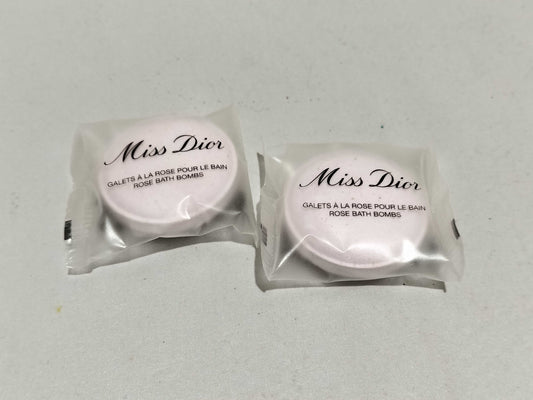 Miss Dior
GALETS À LA ROSE POUR LE BAIN
ROSE BATH BOMBS
Miss Dior
GALETS À LA ROSE POUR LE BAIN
ROSE BATH BOMBS